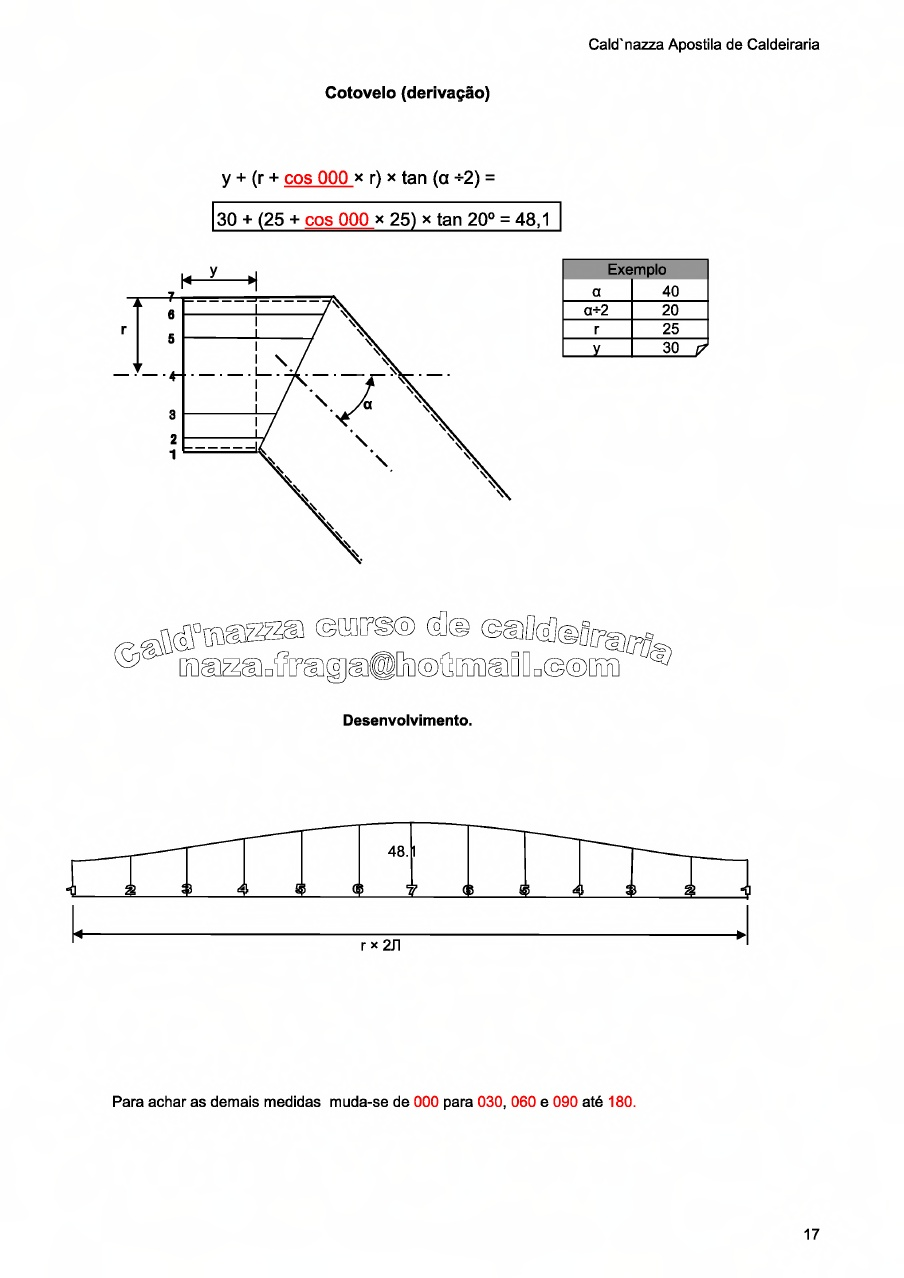 Cald`nazza Apostila de Caldeiraria
Cotovelo (derivação)
y + (r + cos 000 × r) × tan (α ÷2) =
30 + (25 + cos 000 × 25) × tan 20º = 48,1
Exemplo
α 40
α÷2 20
r 25
y 30
y
7
6
r
5
4
α
3
2
1
Cald'nazza curso de caldeiraria
naza.fraga@hotmail.com
Desenvolvimento.
48.1
1 2 3 4 5 6 7 6 5 4 3 2 1
r × 2Л
Para achar as demais medidas muda-se de 000 para 030, 060 e 090 até 180.
17